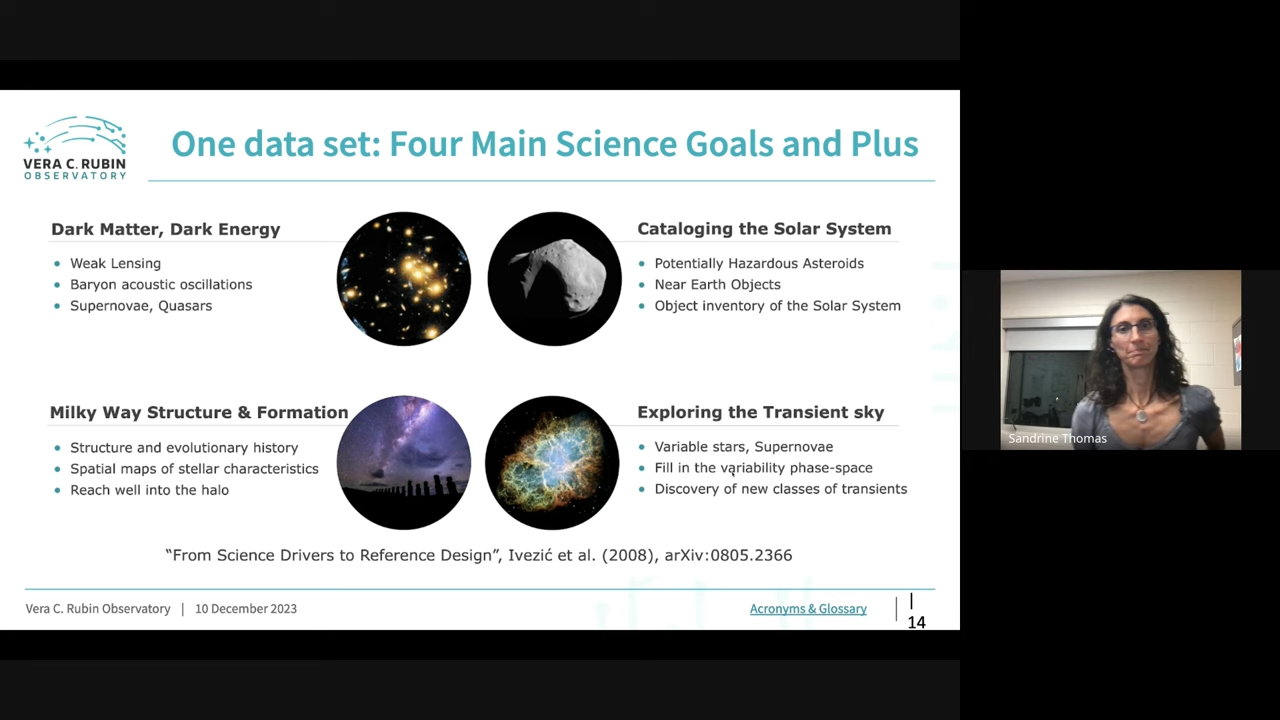 One data set: Four Main Science Goals and Plus
VERA C. RUBIN
OBSERVATORY
Dark Matter, Dark Energy
Weak Lensing
Baryon acoustic oscillations
Supernovae, Quasars
Cataloging the Solar System
Potentially Hazardous Asteroids
Near Earth Objects
Object inventory of the Solar System
Milky Way Structure & Formation
Structure and evolutionary history
Spatial maps of stellar characteristics
Reach well into the halo
Exploring the Transient sky
Variable stars, Supernovae
Fill in the variability phase-space
Discovery of new classes of transients
“From Science Drivers to Reference Design”, Ivezić et al. (2008), arXiv:0805.2366
Vera C. Rubin Observatory | 10 December 2023
Acronyms & Glossary
|
14
Sandrine Thomas